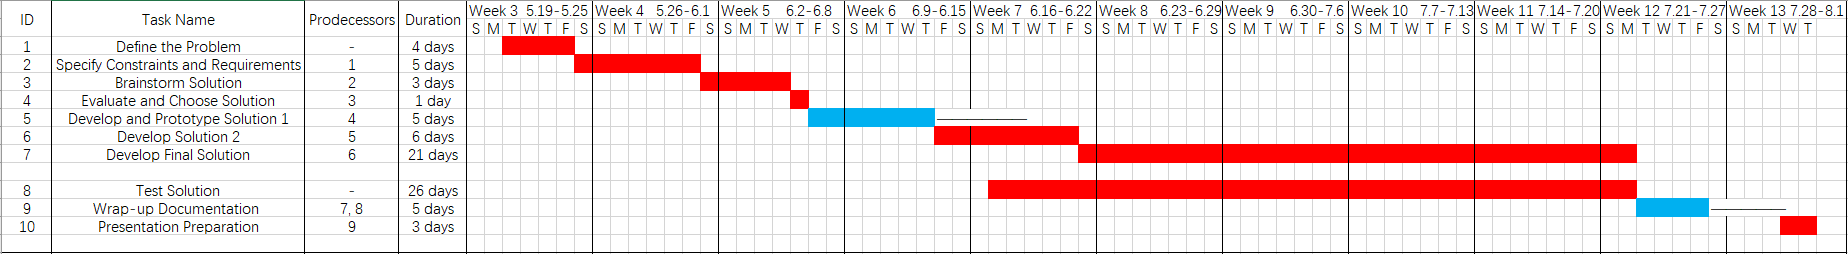 ID Task Name Prodecessors Duration Week 3 5.19-5.25 Week 4 5.26-6.1 Week 5 6.2-6.8 Week 6 6.9-6.15 Week 7 6.16-6.22 Week 8 6.23-6.29 Week 9 6.30-7.6 Week 10 7.7-7.13 Week 11 7.14-7.20 Week 12 7.21-7.27 Week 13 7.28-8.1
S M T W T F S S M T W T F S S M T W T F S S M T W T F S S M T W T F S S M T W T F S S M T W T F S S M T W T F S S M T W T F S S M T W T F S S M T W T
1 Define the Problem - 4 days
2 Specify Constraints and Requirements 1 5 days
3 Brainstorm Solution 2 3 days
4 Evaluate and Choose Solution 3 1 day
5 Develop and Prototype Solution 1 4 5 days
6 Develop Solution 2 5 6 days
7 Develop Final Solution 6 21 days
8 Test Solution - 26 days
9 Wrap-up Documentation 7, 8 5 days
10 Presentation Preparation 9 3 days